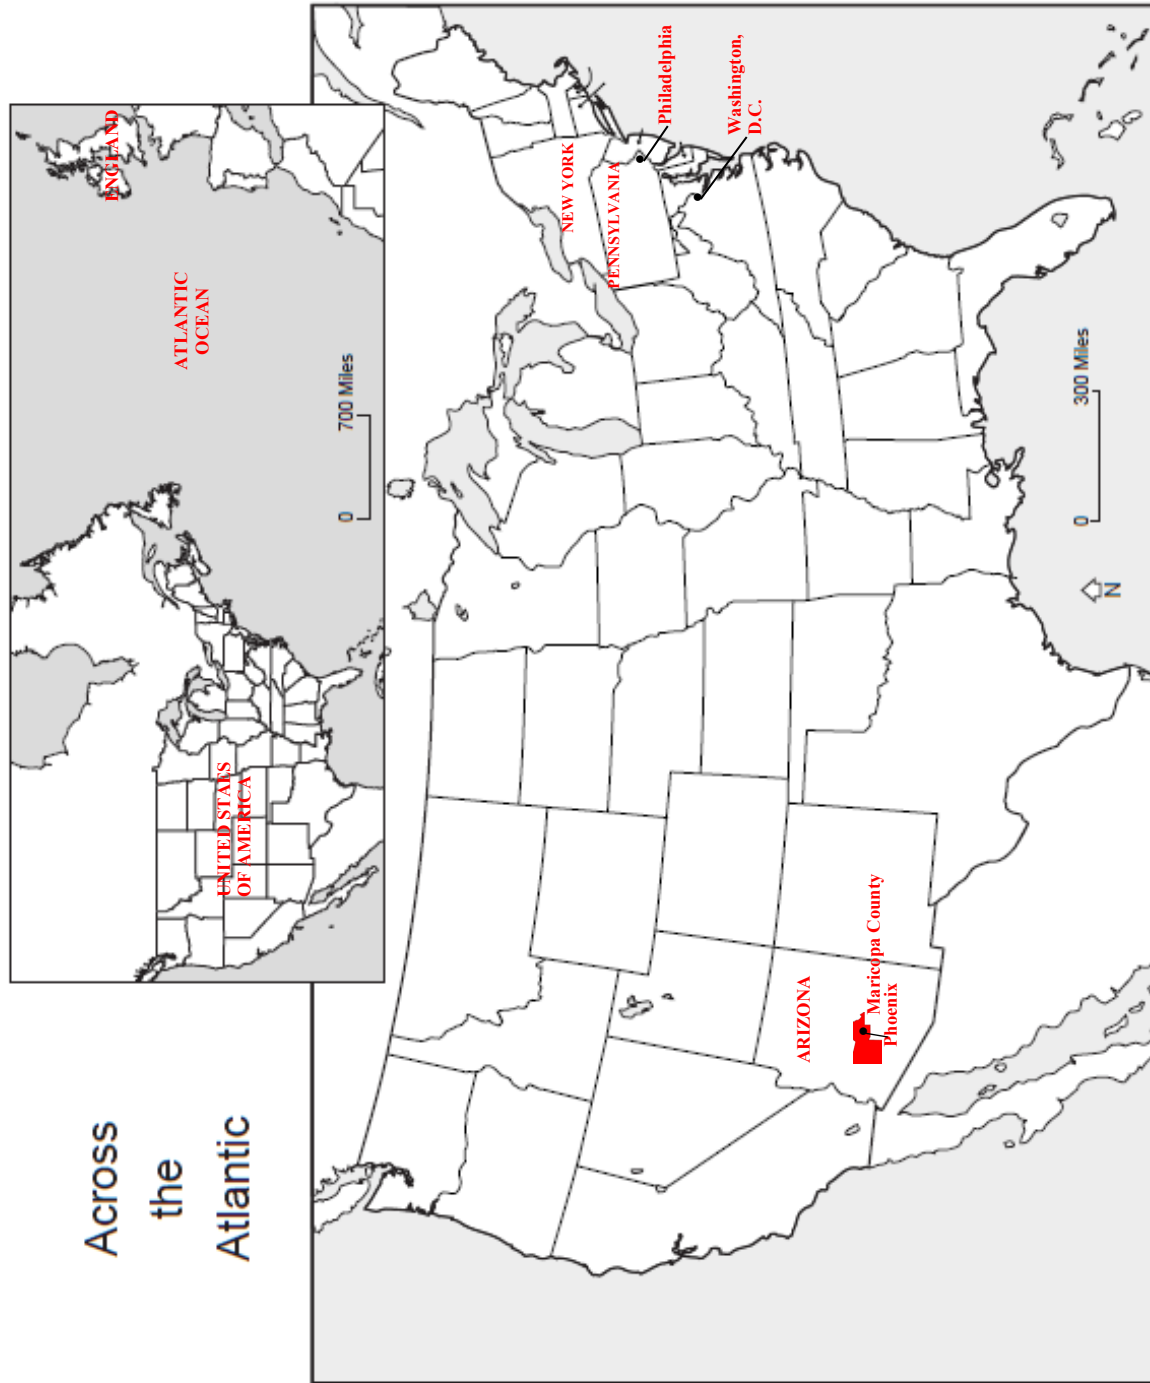 Across
the
Atlantic
ENGLAND
ATLANTIC
OCEAN
UNITED STAES
OF AMERICA
0 700 Miles
NEW YORK
PENNSYLVANIA
Philadelphia
Washington,
D.C.
ARIZONA
Maricopa County
Phoenix
N
0 300 Miles